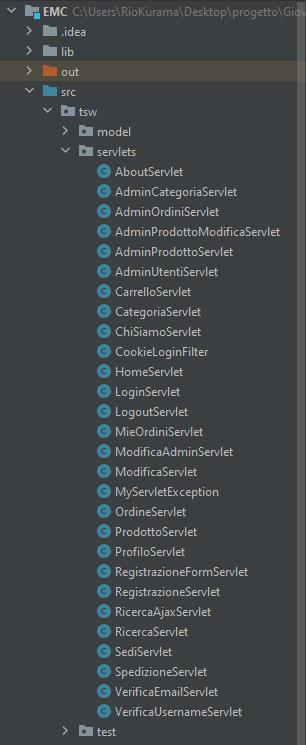 EMC C:\Users\RioKurama\Desktop\progetto\Giov
.idea
lib
out
src
tsw
model
servlets
AboutServlet
AdminCategoriaServlet
AdminOrdiniServlet
AdminProdottoModificaServlet
AdminProdottoServlet
AdminUtentiServlet
CarrelloServlet
CategoriaServlet
ChiSiamoServlet
CookieLoginFilter
HomeServlet
LoginServlet
LogoutServlet
MieOrdiniServlet
ModificaAdminServlet
ModificaServlet
MyServletException
OrdineServlet
ProdottoServlet
ProfiloServlet
RegistrazioneFormServlet
RegistrazioneServlet
RicercaAjaxServlet
RicercaServlet
SediServlet
SpedizioneServlet
VerificaEmailServlet
VerificaUsernameServlet
test